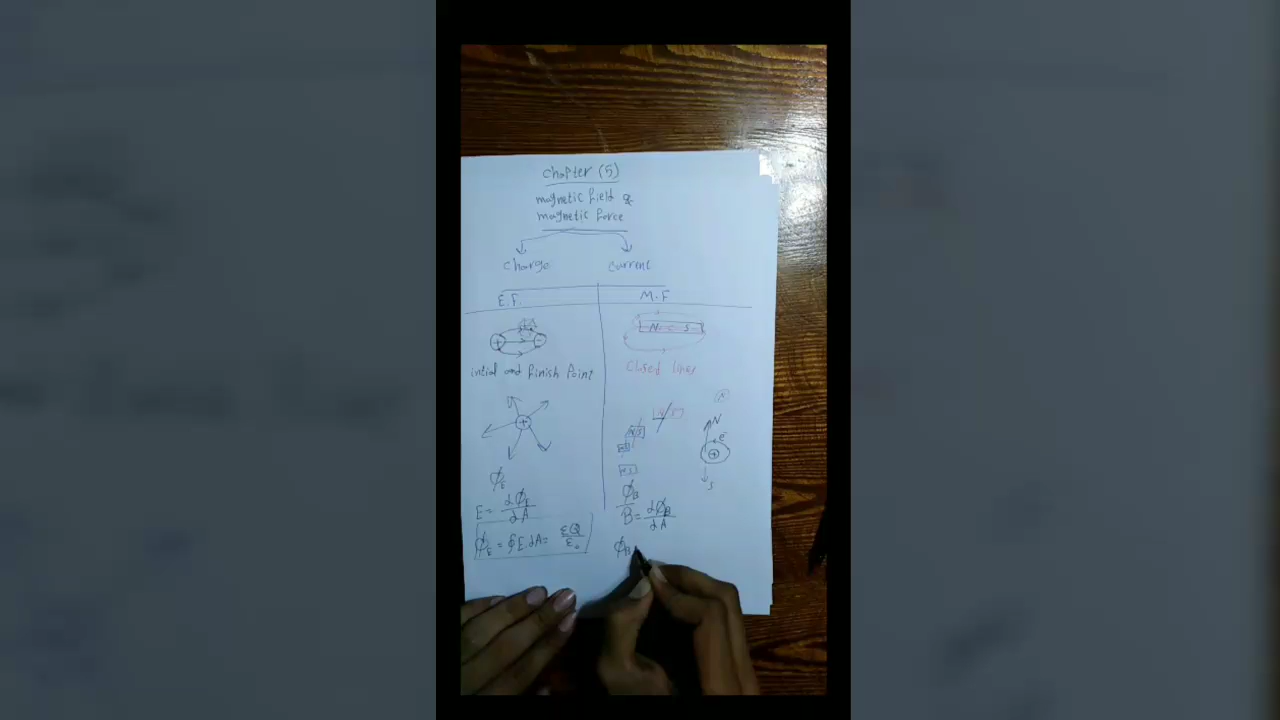 chapter (5)
magnetic field &
magnetic force
charge
current
E.F.
M.F
N
S
+
-
intial and finish Point
closed lines
+
N
e
+
S
N S
ϕE
E = dϕE/dA
ϕB
B = dϕB/dA
ϕE = ∮E.dA = ΣQ/ε₀
ϕB